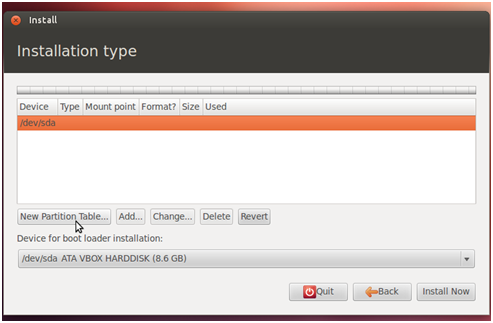 Install
Installation type
Device Type Mount point Format? Size Used
/dev/sda
New Partition Table... Add... Change... Delete Revert
Device for boot loader installation:
/dev/sda ATA VBOX HARDDISK (8.6 GB)
Quit Back Install Now